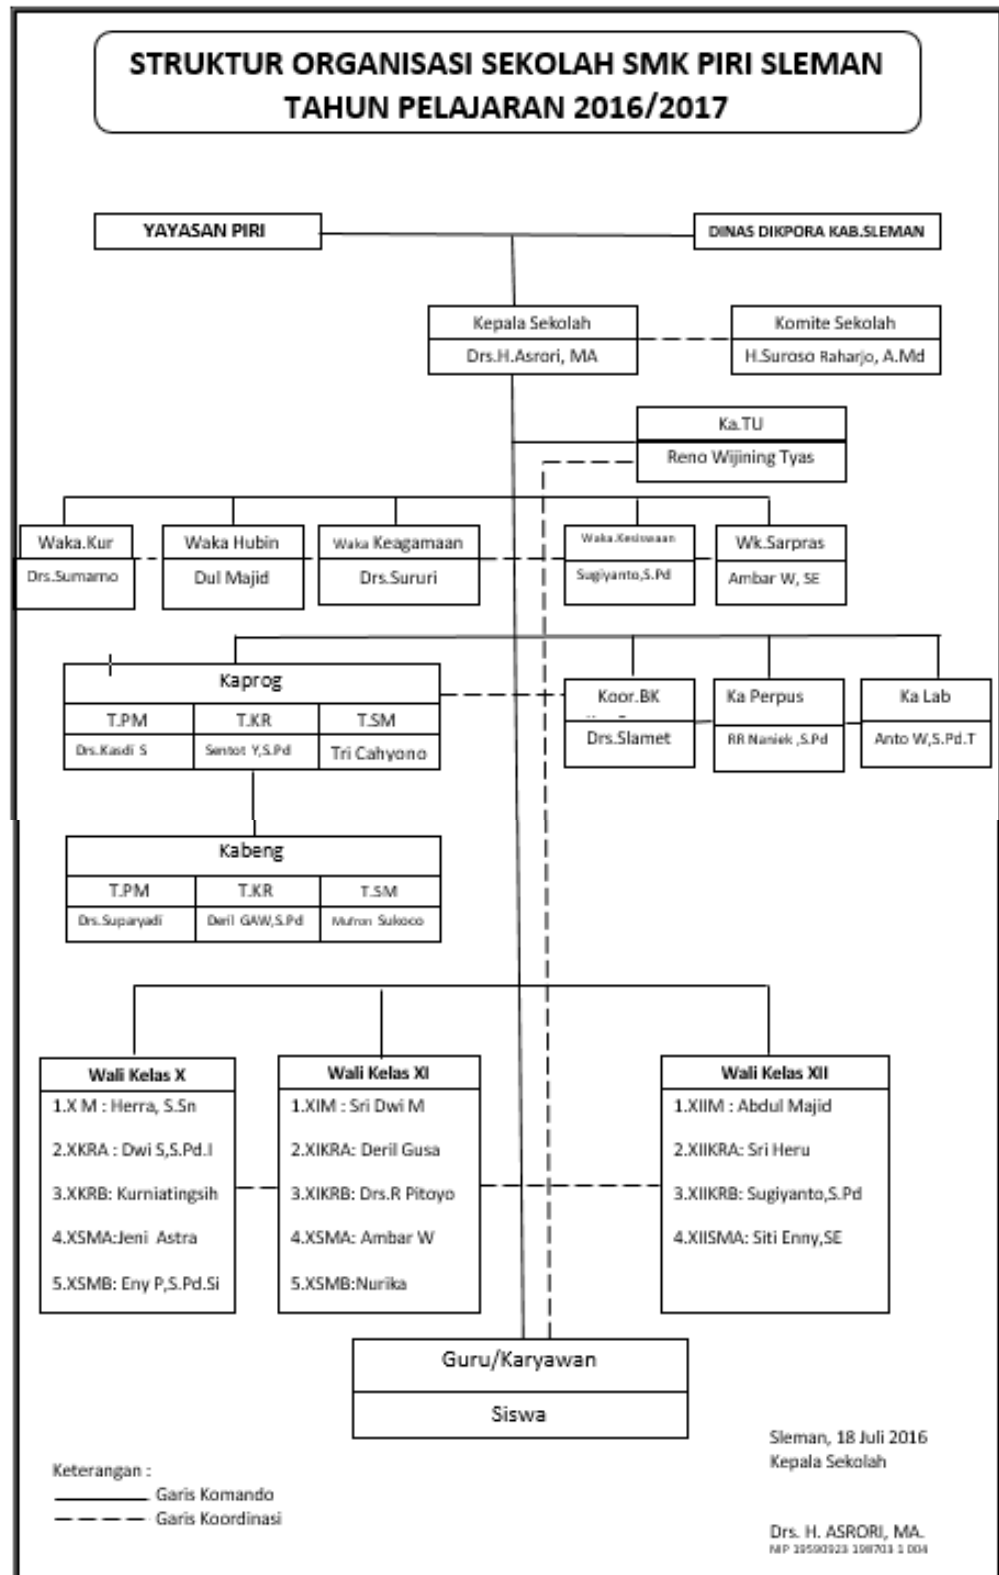 STRUKTUR ORGANISASI SEKOLAH SMK PIRI SLEMAN
TAHUN PELAJARAN 2016/2017
YAYASAN PIRI
DINAS DIKPORA KAB.SLEMAN
Kepala Sekolah
Drs.H.Asrori, MA
Komite Sekolah
H.Suroso Raharjo, A.Md
Ka.TU
Reno Wijining Tyas
Waka.Kur
Drs.Sumarno
Waka Hubin
Dul Majid
Waka Keagamaan
Drs.Sururi
Waka.Kesiswaan
Sugiyanto,S.Pd
Wk.Sarpras
Ambar W, SE
Kaprog
T.PM T.KR T.SM
Drs.Kasdi S Sentot Y,S.Pd Tri Cahyono
Koor.BK
Drs.Slamet
Ka Perpus
RR Naniek ,S.Pd
Ka Lab
Anto W,S.Pd.T
Kabeng
T.PM T.KR T.SM
Drs.Suparyadi Deril GAW,S.Pd Mufron Sukoco
Wali Kelas X
1.X M : Herra, S.Sn
2.XKRA : Dwi S,S.Pd.I
3.XKRB: Kurniatingsih
4.XSMA:Jeni Astra
5.XSMB: Eny P,S.Pd.Si
Wali Kelas XI
1.XIM : Sri Dwi M
2.XIKRA: Deril Gusa
3.XIKRB: Drs.R Pitoyo
4.XSMA: Ambar W
5.XSMB:Nurika
Wali Kelas XII
1.XIIM : Abdul Majid
2.XIIKRA: Sri Heru
3.XIIKRB: Sugiyanto,S.Pd
4.XIISMA: Siti Enny,SE
Guru/Karyawan
Siswa
Sleman, 18 Juli 2016
Kepala Sekolah
Keterangan :
Garis Komando
Garis Koordinasi
Drs. H. ASRORI, MA.
NIP 19590923 198703 1 004